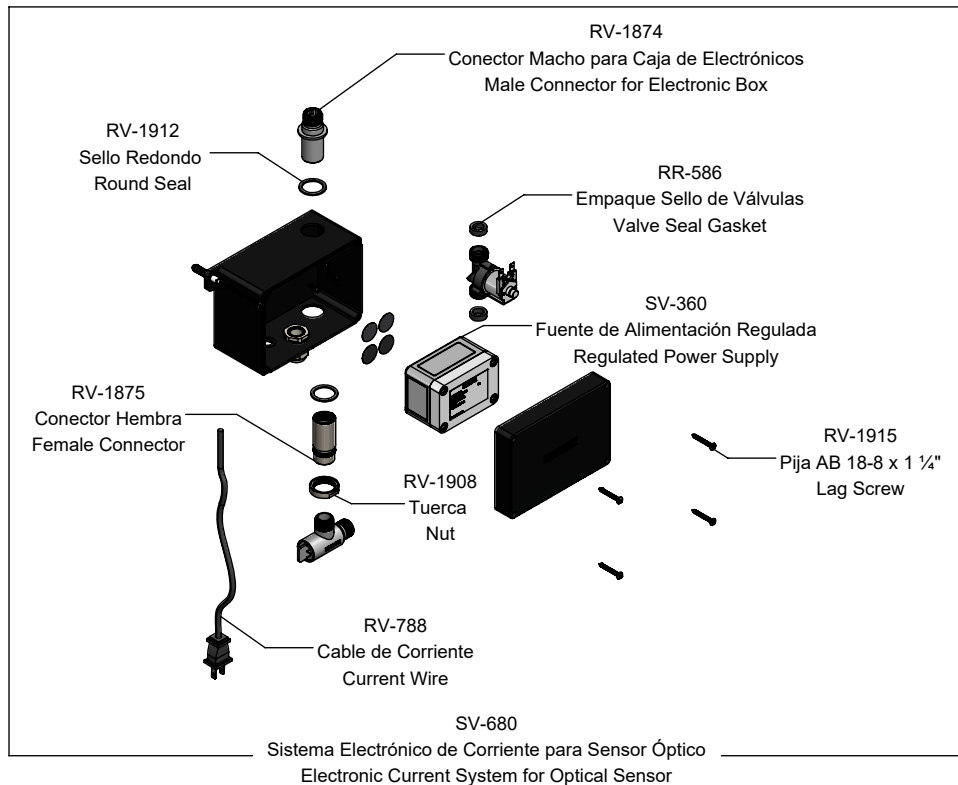 RV-1874
Conector Macho para Caja de Electrónicos
Male Connector for Electronic Box
RV-1912
Sello Redondo
Round Seal
RR-586
Empaque Sello de Válvulas
Valve Seal Gasket
SV-360
Fuente de Alimentación Regulada
Regulated Power Supply
RV-1875
Conector Hembra
Female Connector
RV-1908
Tuerca
Nut
RV-1915
Pija AB 18-8 x 1 ¼"
Lag Screw
RV-788
Cable de Corriente
Current Wire
SV-680
Sistema Electrónico de Corriente para Sensor Óptico
Electronic Current System for Optical Sensor